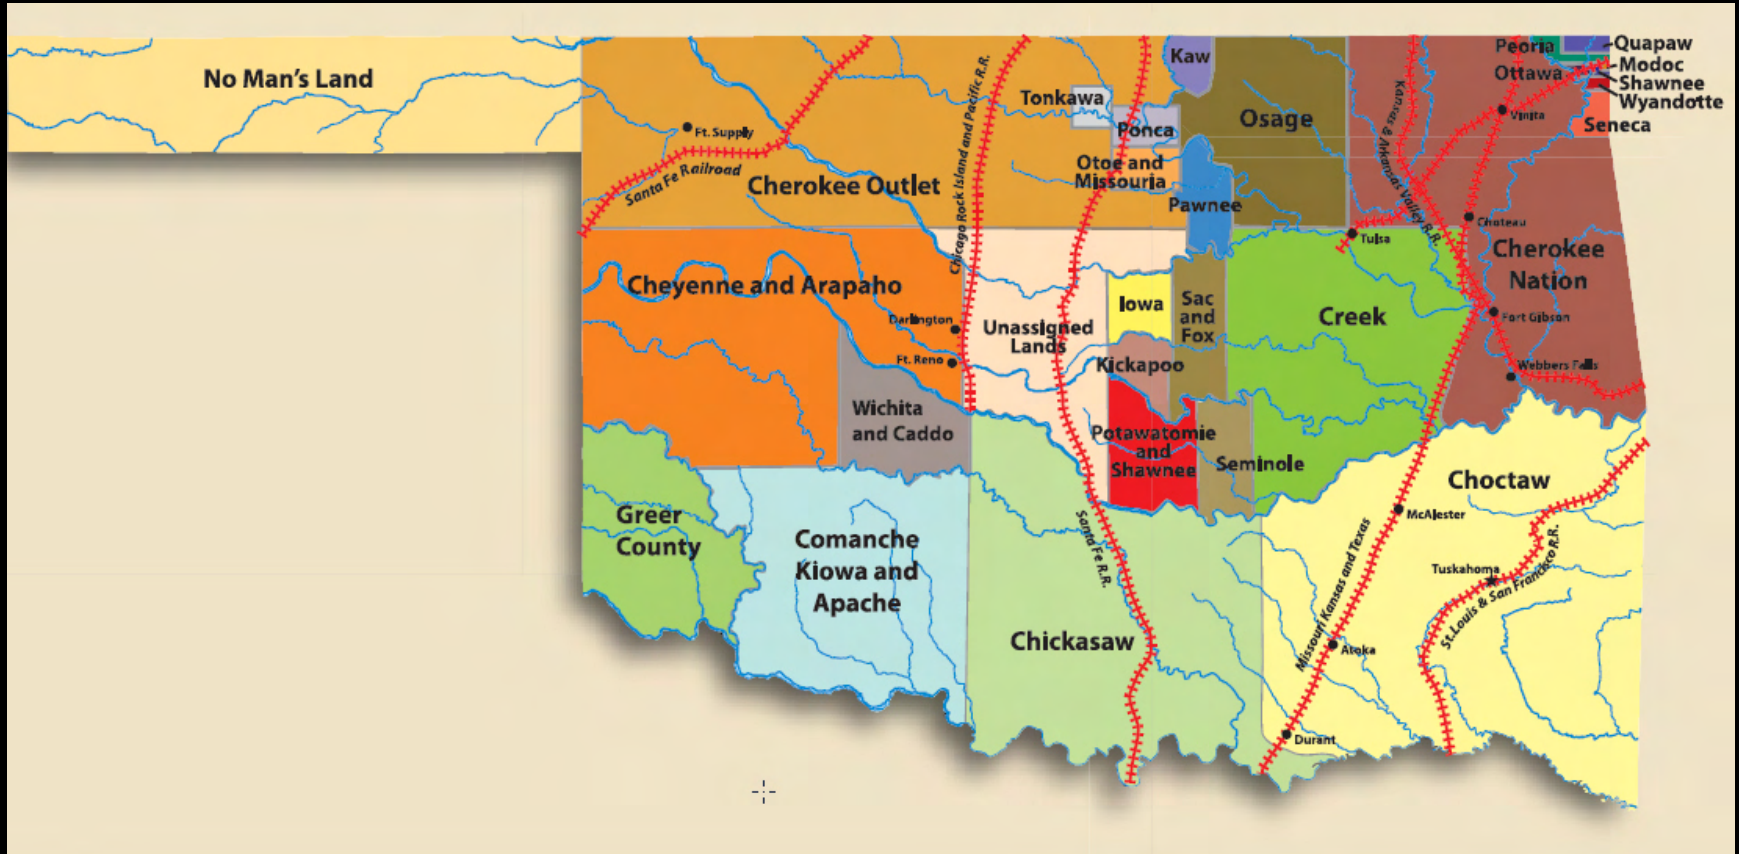 No Man's Land
Ft. Supply
Santa Fe Railroad
Cherokee Outlet
Chicago Rock Island and Pacific R.R.
Tonkawa
Kaw
Ponca
Otoe and
Missouria
Pawnee
Osage
Kansas & Arkansas Valley R.R.
Peoria
Quapaw
Ottawa
Modoc
Shawnee
Wyandotte
Seneca
Vinita
Choteau
Tulsa
Cherokee
Nation
Fort Gibson
Webbers Falls
Cheyenne and Arapaho
Darlington
Ft. Reno
Unassigned
Lands
Iowa
Sac
and
Fox
Kickapoo
Creek
Wichita
and Caddo
Potawatomie
and
Shawnee
Seminole
Choctaw
McAlester
Tuskahoma
St. Louis & San Francisco R.R.
Missouri Kansas and Texas
Atoka
Durant
Greer
County
Comanche
Kiowa and
Apache
Santa Fe R.R.
Chickasaw